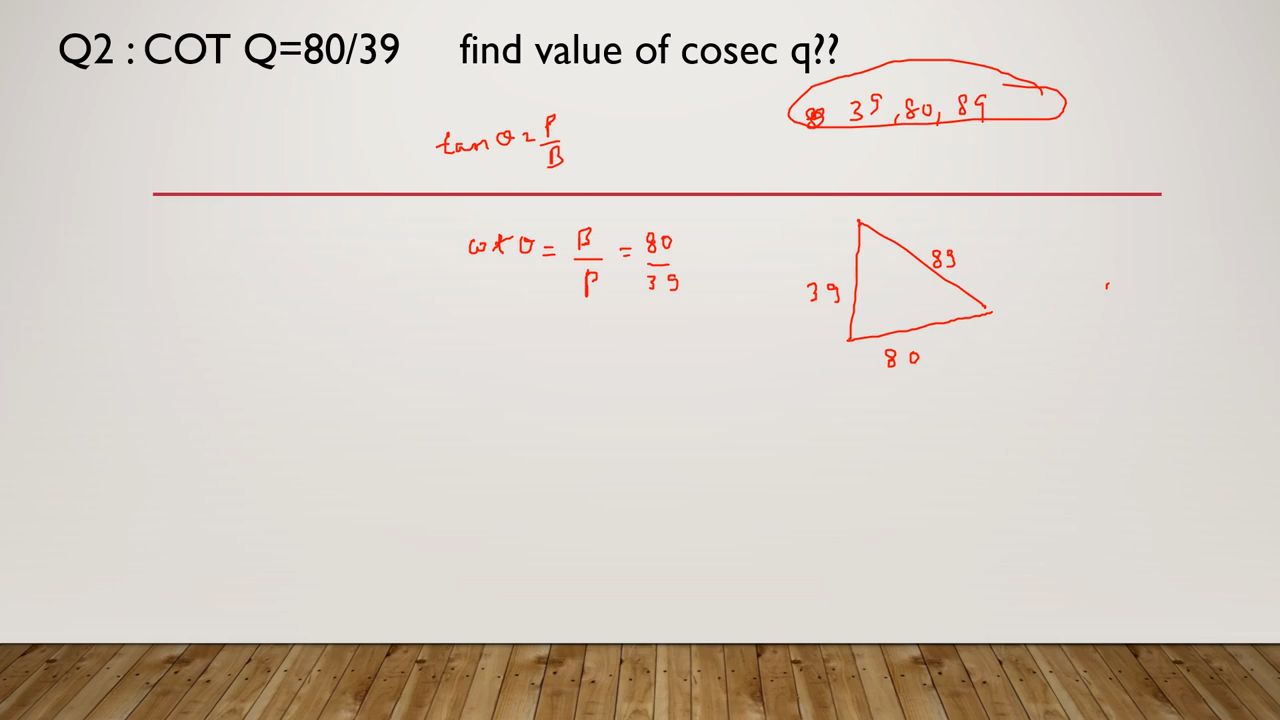 Q2 : COT Q=80/39 find value of cosec q??
39, 80, 89
tan θ = P/B
cot θ = B/P = 80/39
89
39
80